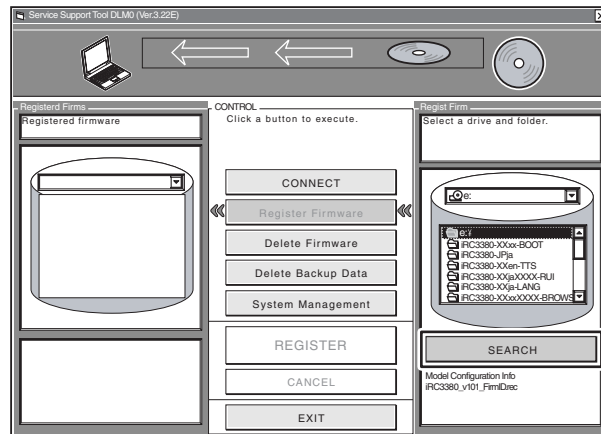 Service Support Tool DLM0 (Ver.3.22E)
Registerd Firms
Registered firmware
CONTROL
Click a button to execute.
CONNECT
Register Firmware
Delete Firmware
Delete Backup Data
System Management
REGISTER
CANCEL
EXIT
Regist Firm
Select a drive and folder.
e:
e:¥
iRC3380-XXxx-BOOT
iRC3380-JPja
iRC3380-XXen-TTS
iRC3380-XXjaXXXX-RUI
iRC3380-XXja-LANG
iRC3380-XXxxXXXX-BROWS
SEARCH
Model Configuration Info
iRC3380_v101_FirmID.rec